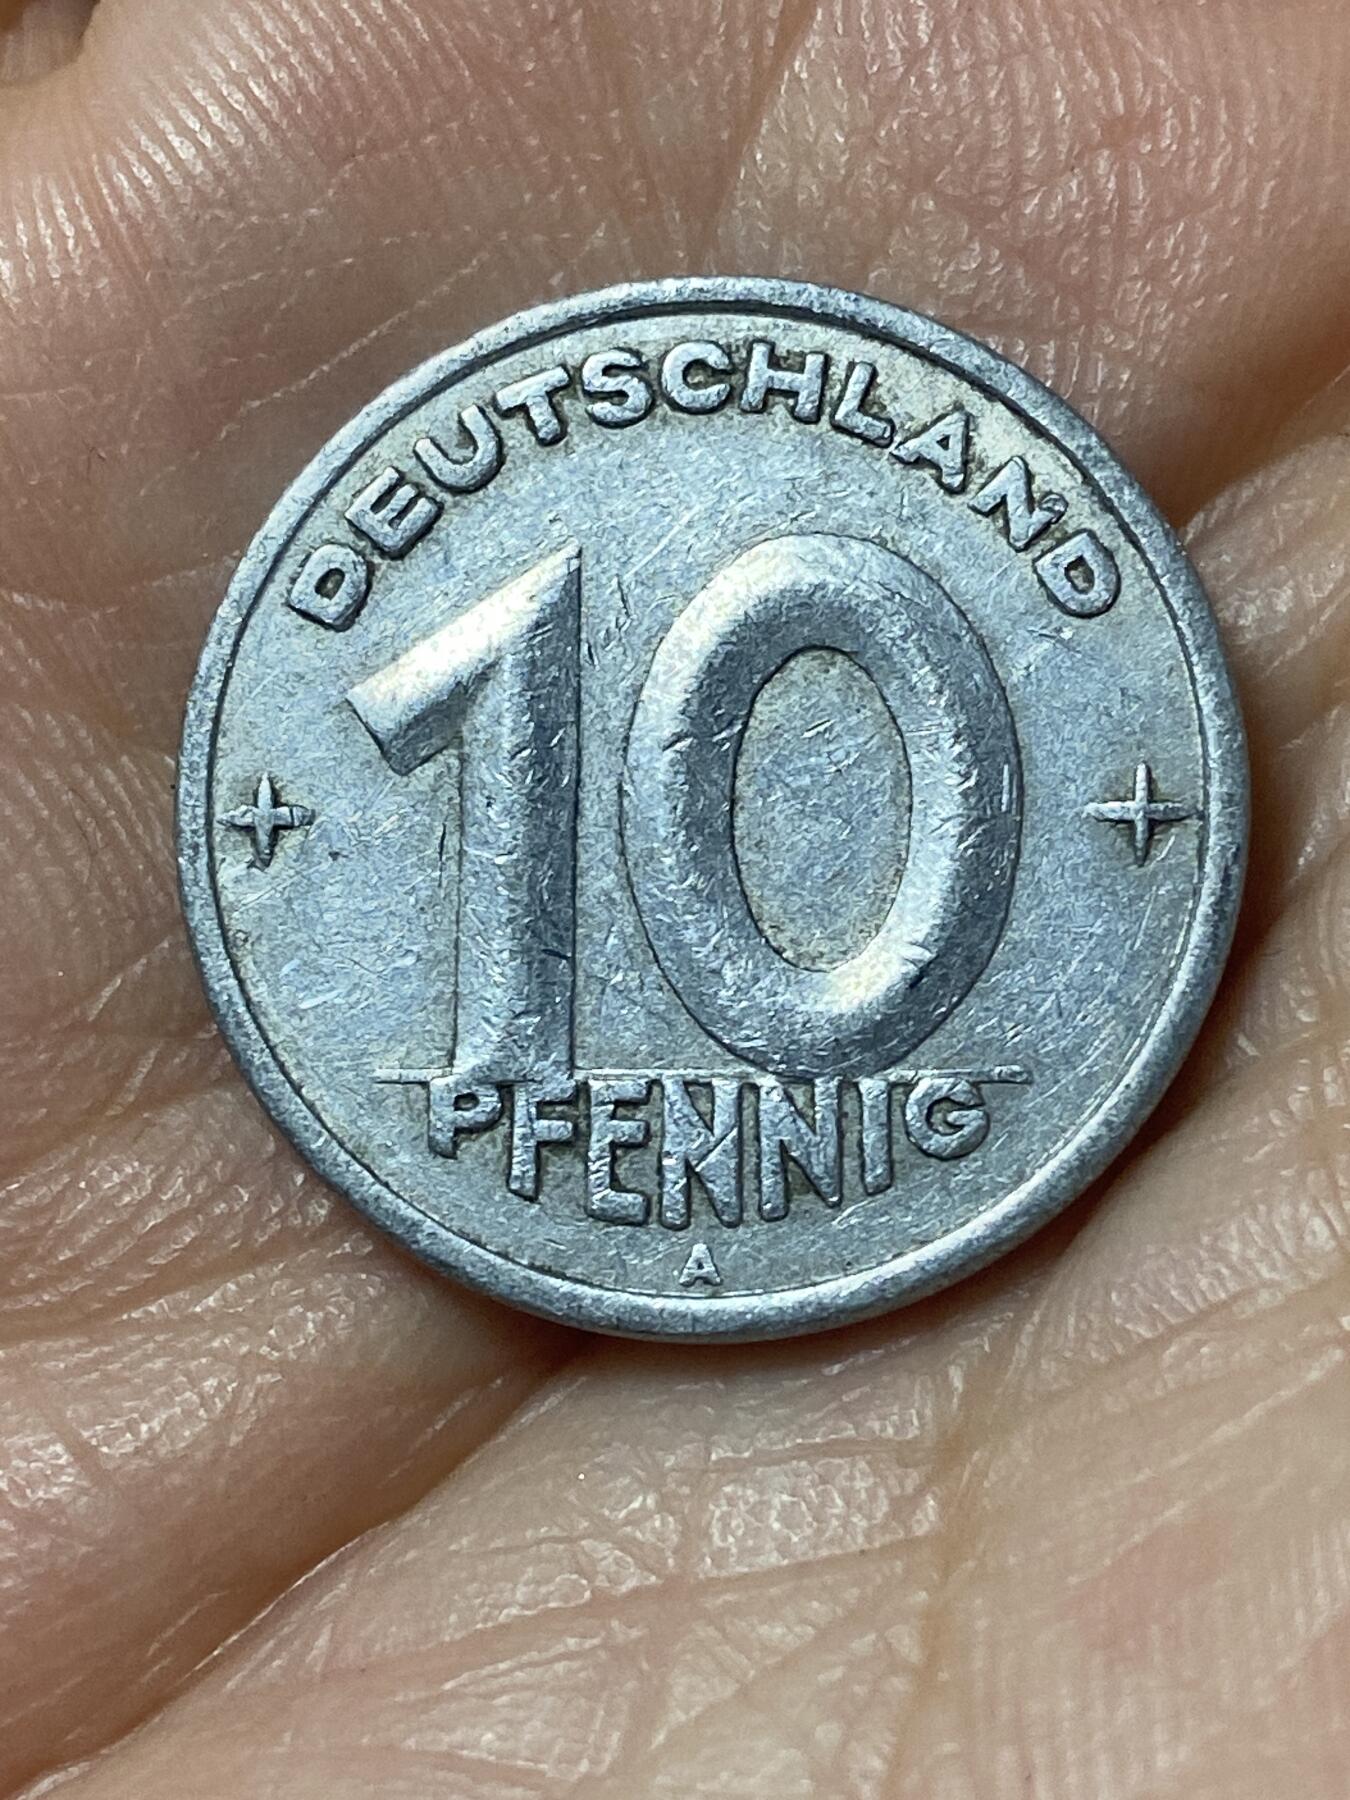 DEUTSCHLAND
10
PFENNIG
A